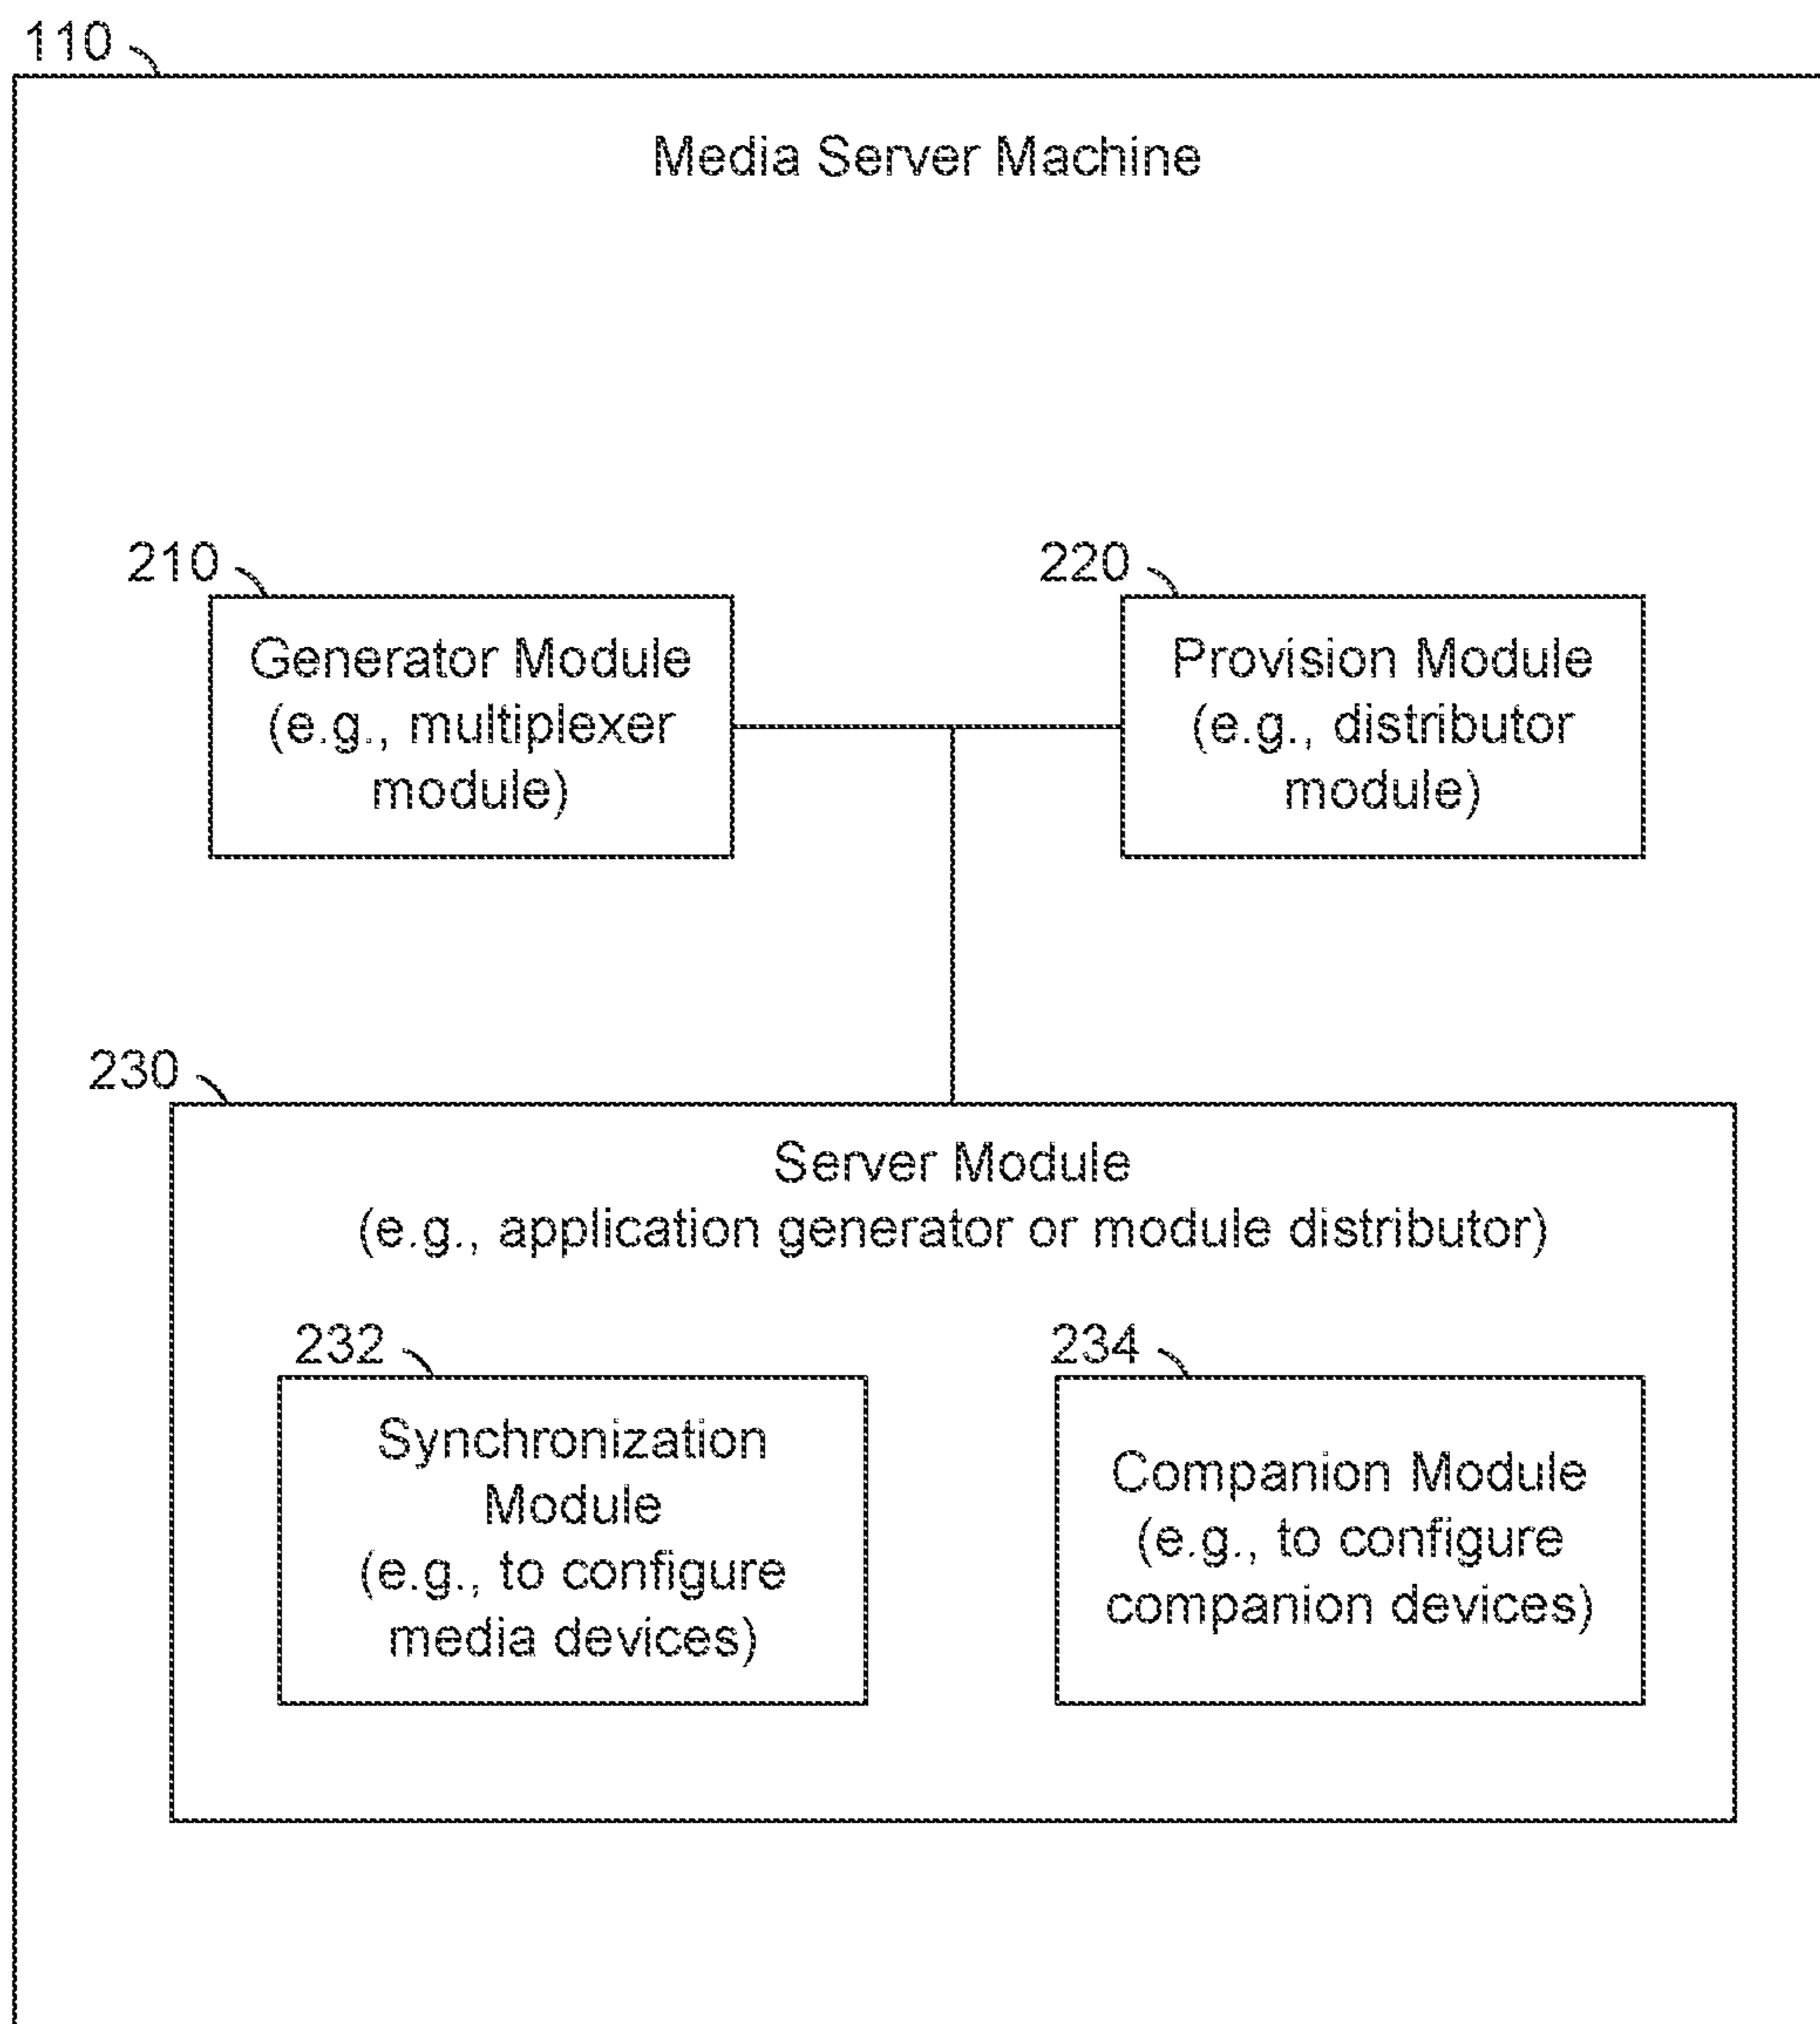 110
Media Server Machine
210
Generator Module
(e.g., multiplexer
module)
220
Provision Module
(e.g., distributor
module)
230
Server Module
(e.g., application generator or module distributor)
232
Synchronization
Module
(e.g., to configure
media devices)
234
Companion Module
(e.g., to configure
companion devices)